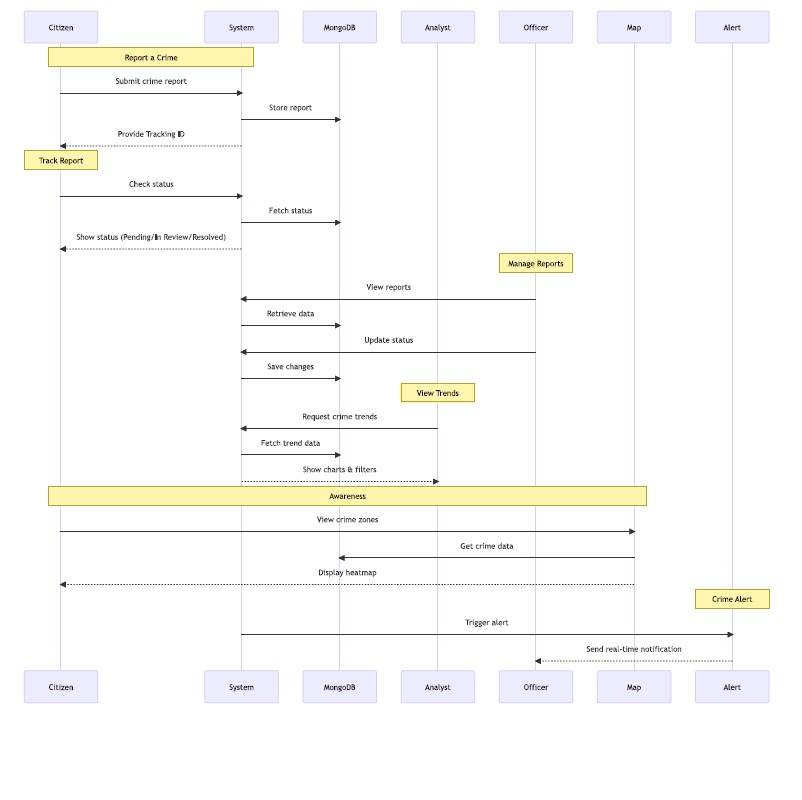 Citizen System MongoDB Analyst Officer Map Alert
Report a Crime
Submit crime report
Store report
Provide Tracking ID
Track Report
Check status
Fetch status
Show status (Pending/In Review/Resolved)
Manage Reports
View reports
Retrieve data
Update status
Save changes
View Trends
Request crime trends
Fetch trend data
Show charts & filters
Awareness
View crime zones
Get crime data
Display heatmap
Crime Alert
Trigger alert
Send real-time notification
Citizen System MongoDB Analyst Officer Map Alert